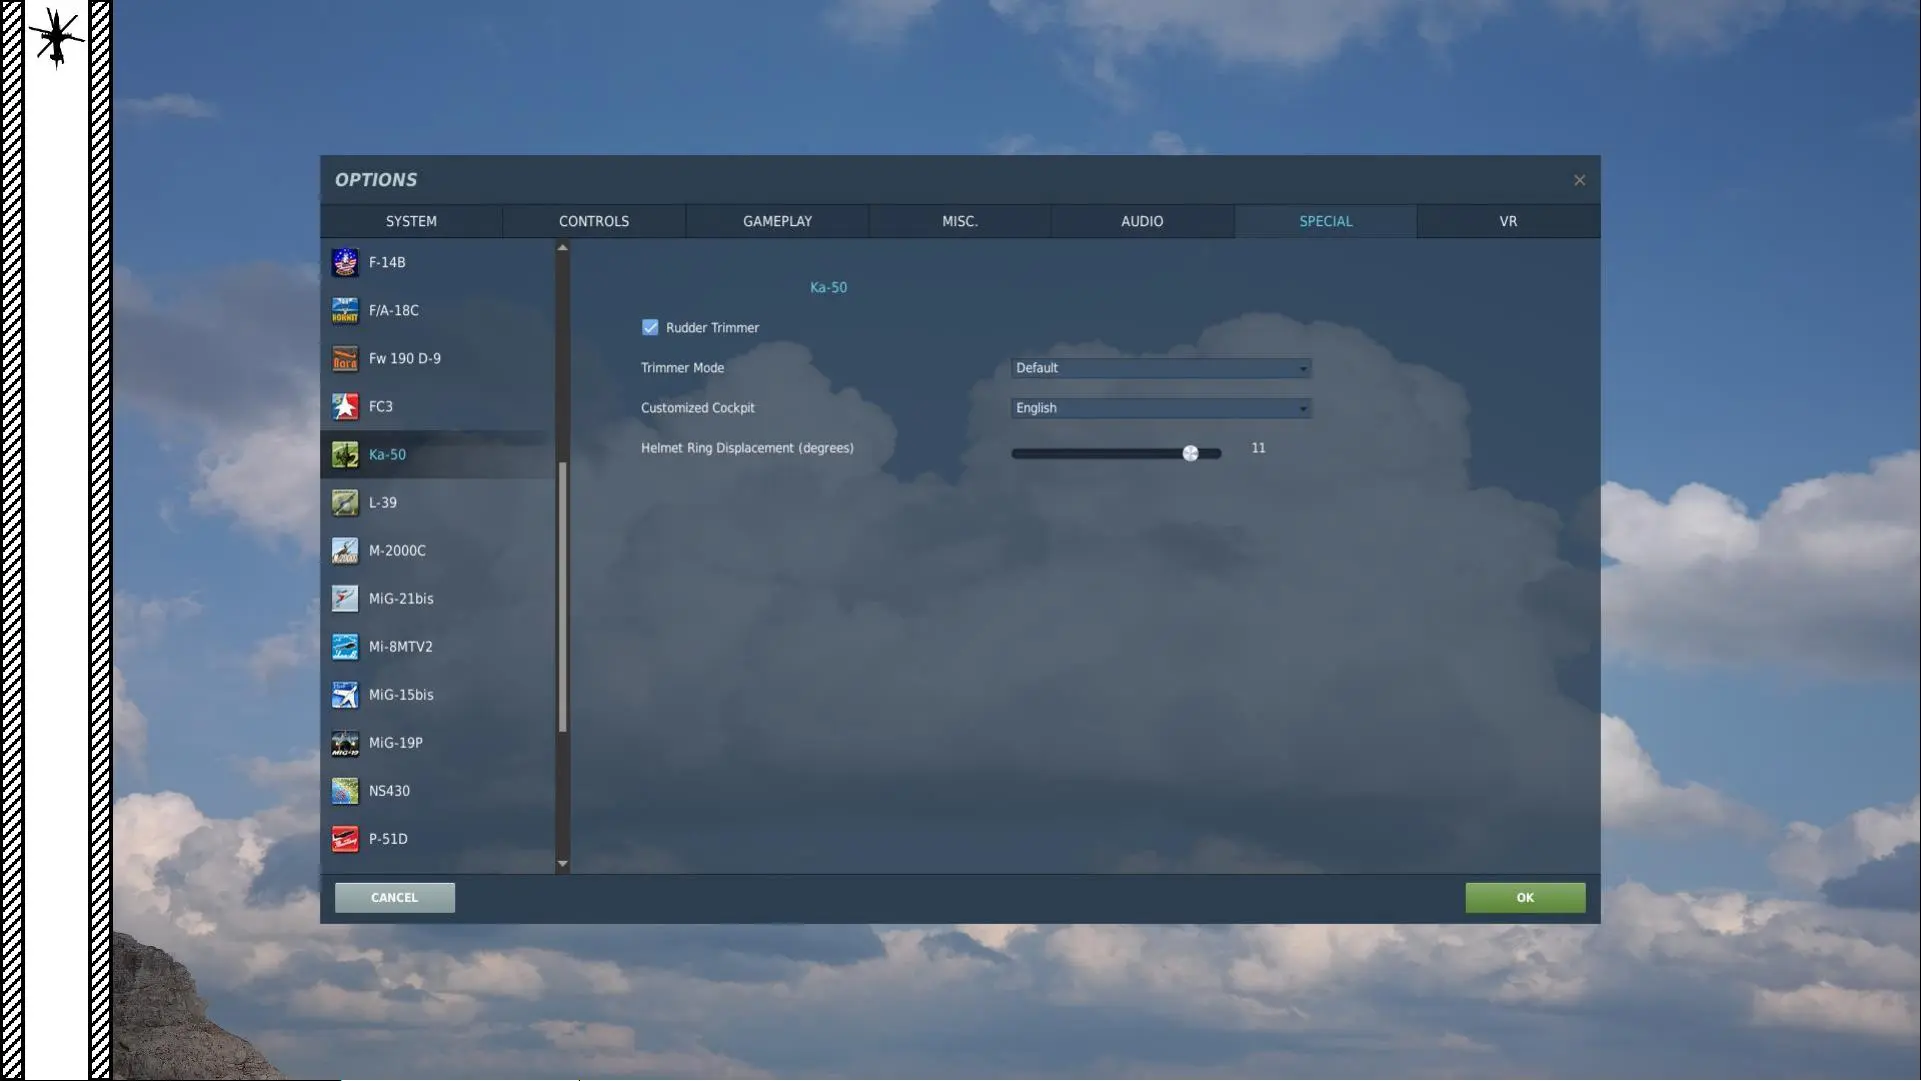 OPTIONS
SYSTEM
CONTROLS
GAMEPLAY
MISC.
AUDIO
SPECIAL
VR
F-14B
F/A-18C
Fw 190 D-9
FC3
Ka-50
L-39
M-2000C
MiG-21bis
Mi-8MTV2
MiG-15bis
MiG-19P
NS430
P-51D
Ka-50
Rudder Trimmer
Trimmer Mode
Default
Customized Cockpit
English
Helmet Ring Displacement (degrees)
11
CANCEL
OK